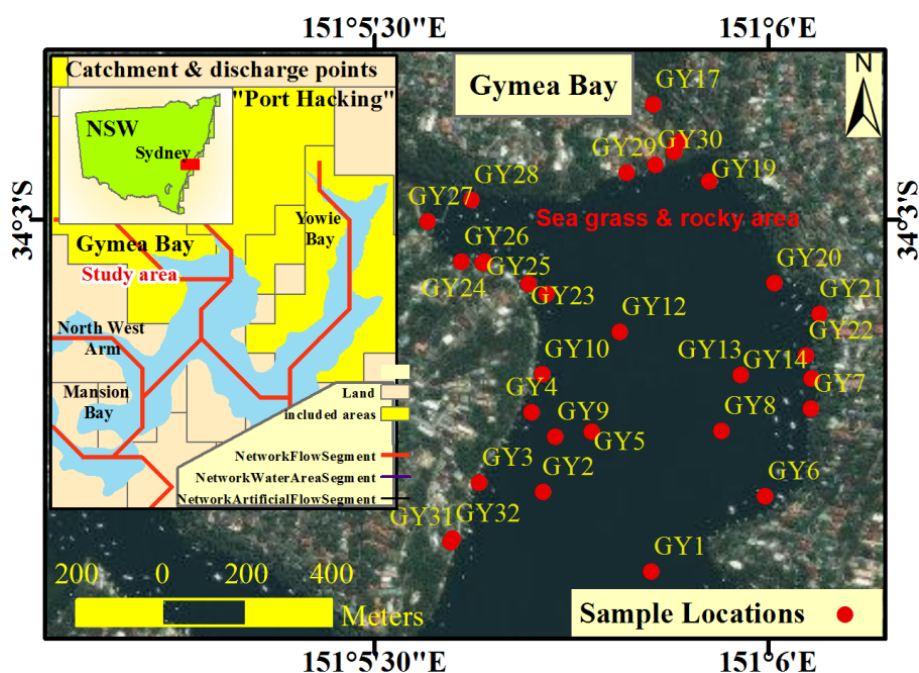 151°5'30"E
151°6'E
Catchment & discharge points
"Port Hacking"
NSW
Sydney
Gymea Bay
Study area
Yowie
Bay
North West
Arm
Mansion
Bay
Land
included areas
NetworkFlowSegment
NetworkWaterAreaSegment
NetworkArtificialFlowSegment
Gymea Bay
N
GY17
GY30
GY29
GY19
GY28
GY27
Sea grass & rocky area
34°3'S
34°3'S
GY26
GY24
GY25
GY23
GY20
GY21
GY12
GY22
GY10
GY13
GY14
GY7
GY4
GY9
GY8
GY5
GY3
GY2
GY6
GY31
GY32
GY1
200 0 200 400
Meters
Sample Locations
151°5'30"E
151°6'E